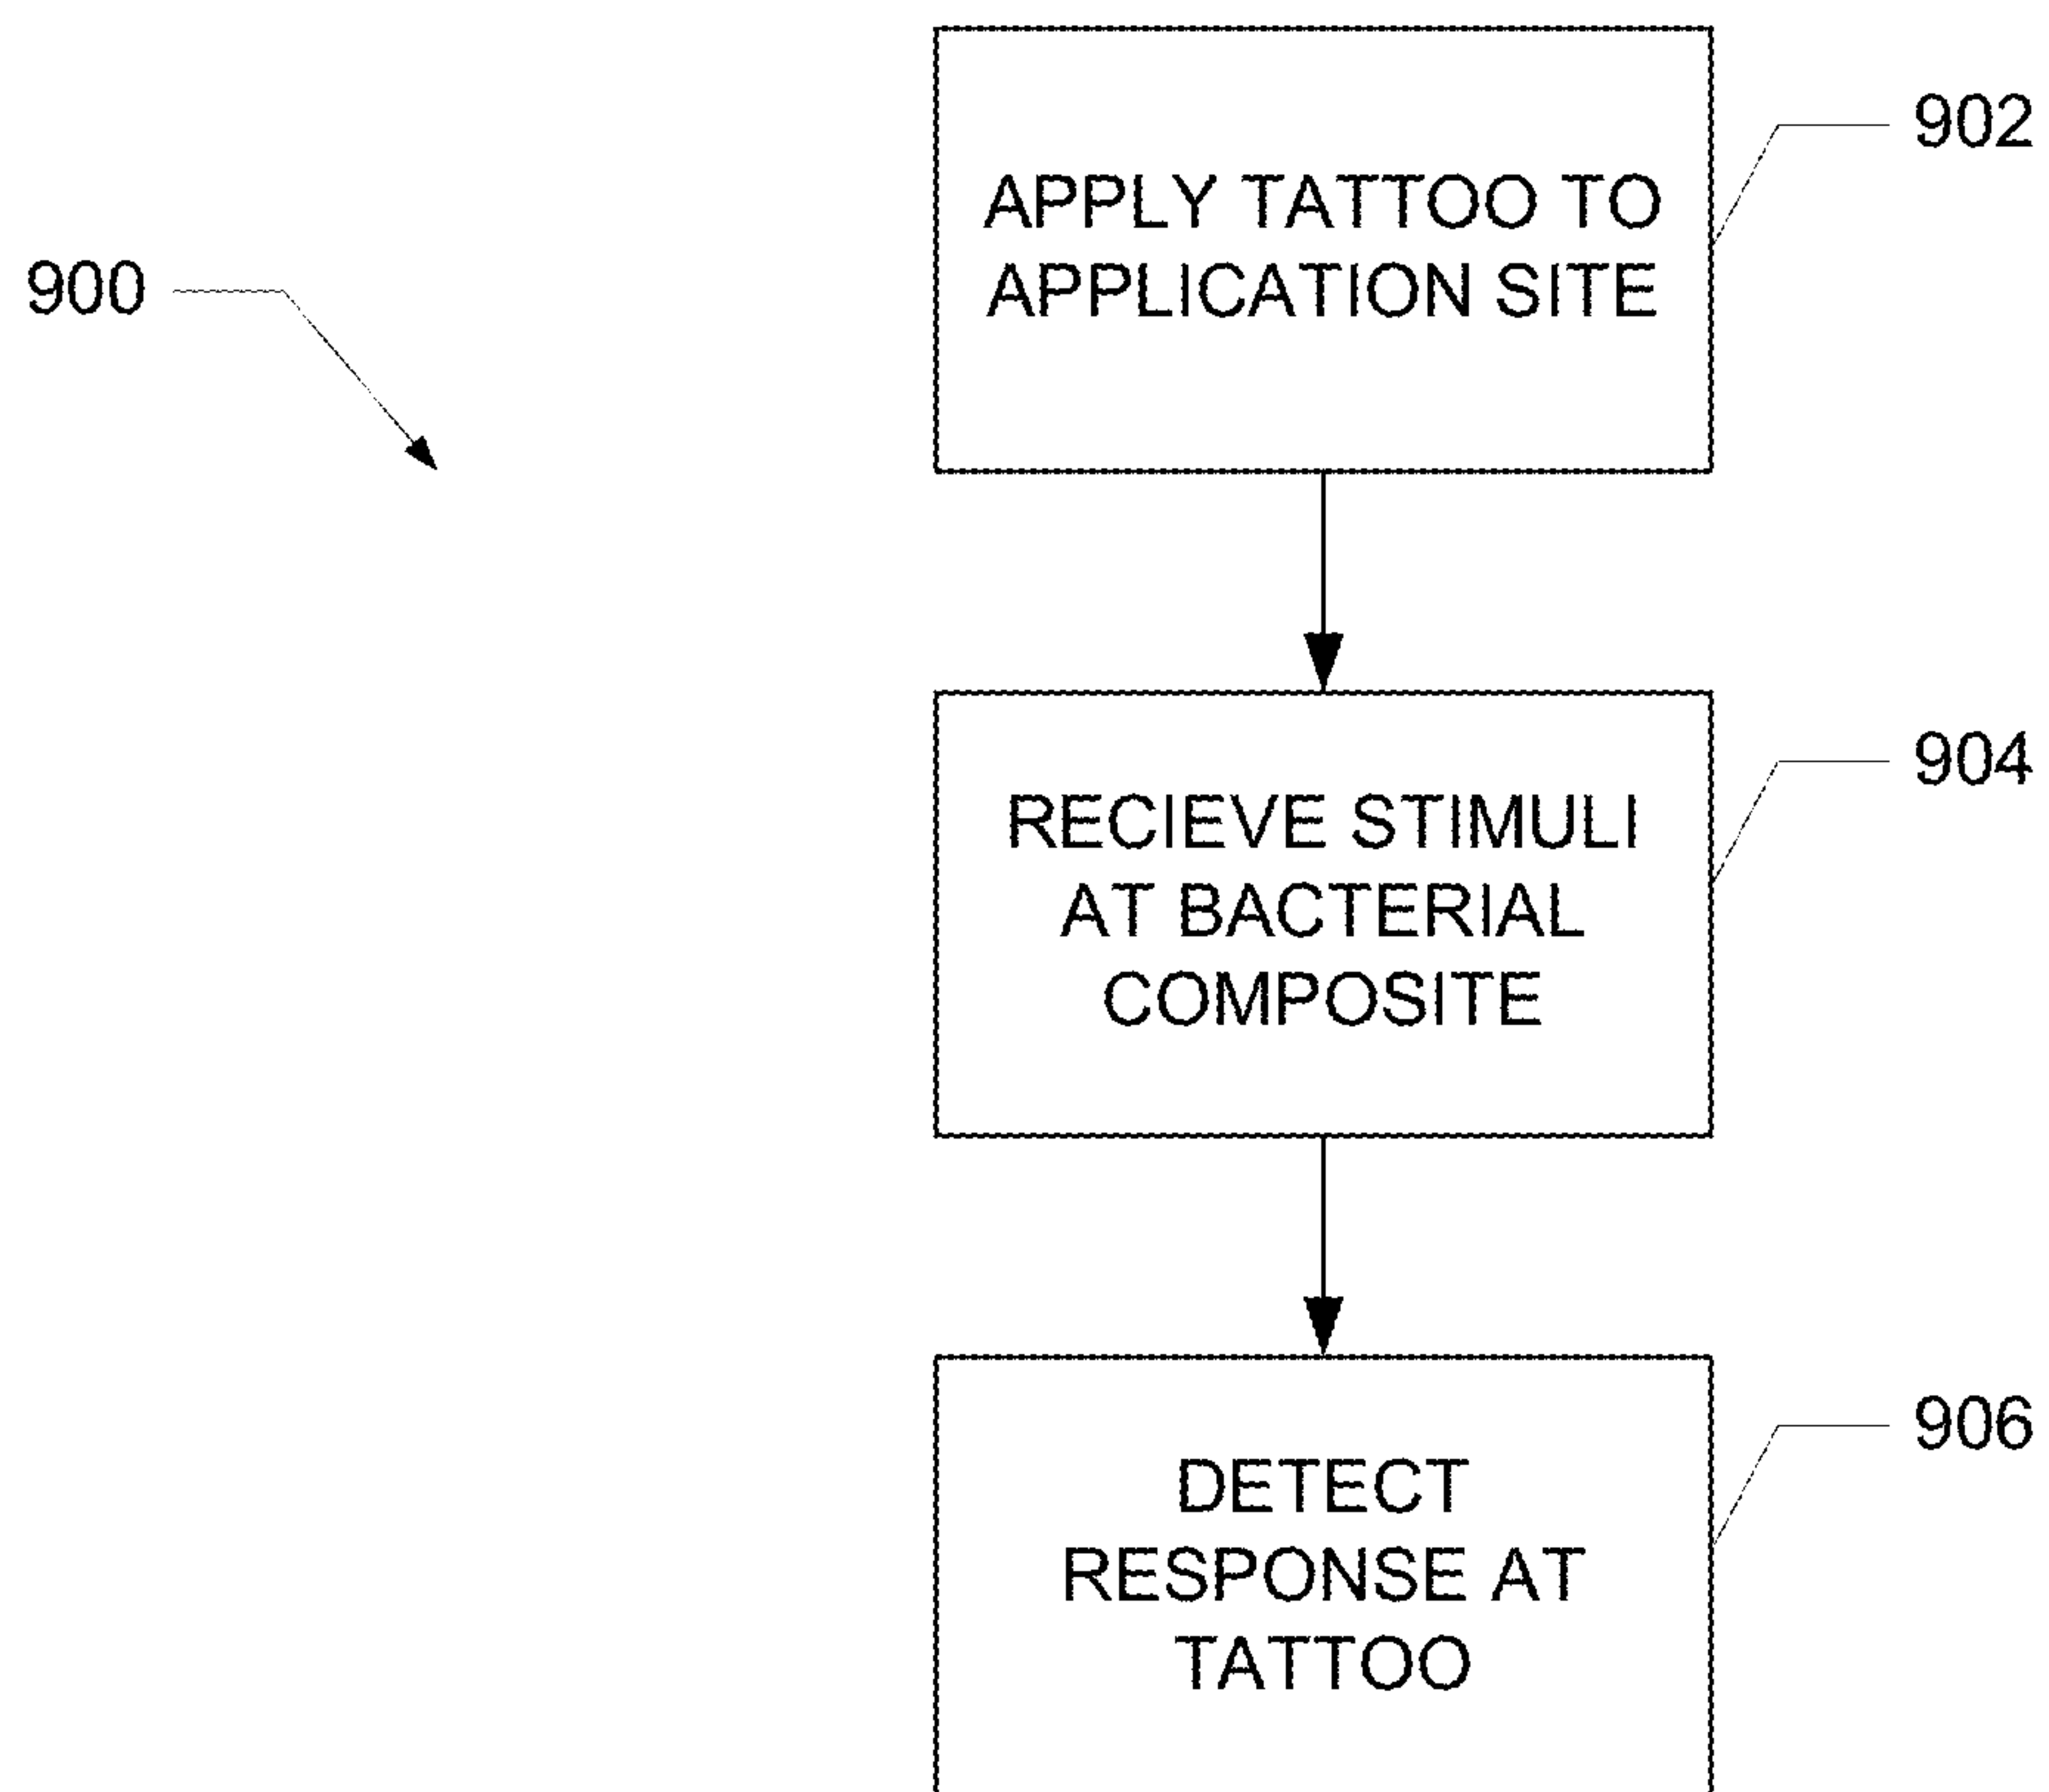 902
APPLY TATTOO TO
APPLICATION SITE
900
904
RECIEVE STIMULI
AT BACTERIAL
COMPOSITE
906
DETECT
RESPONSE AT
TATTOO